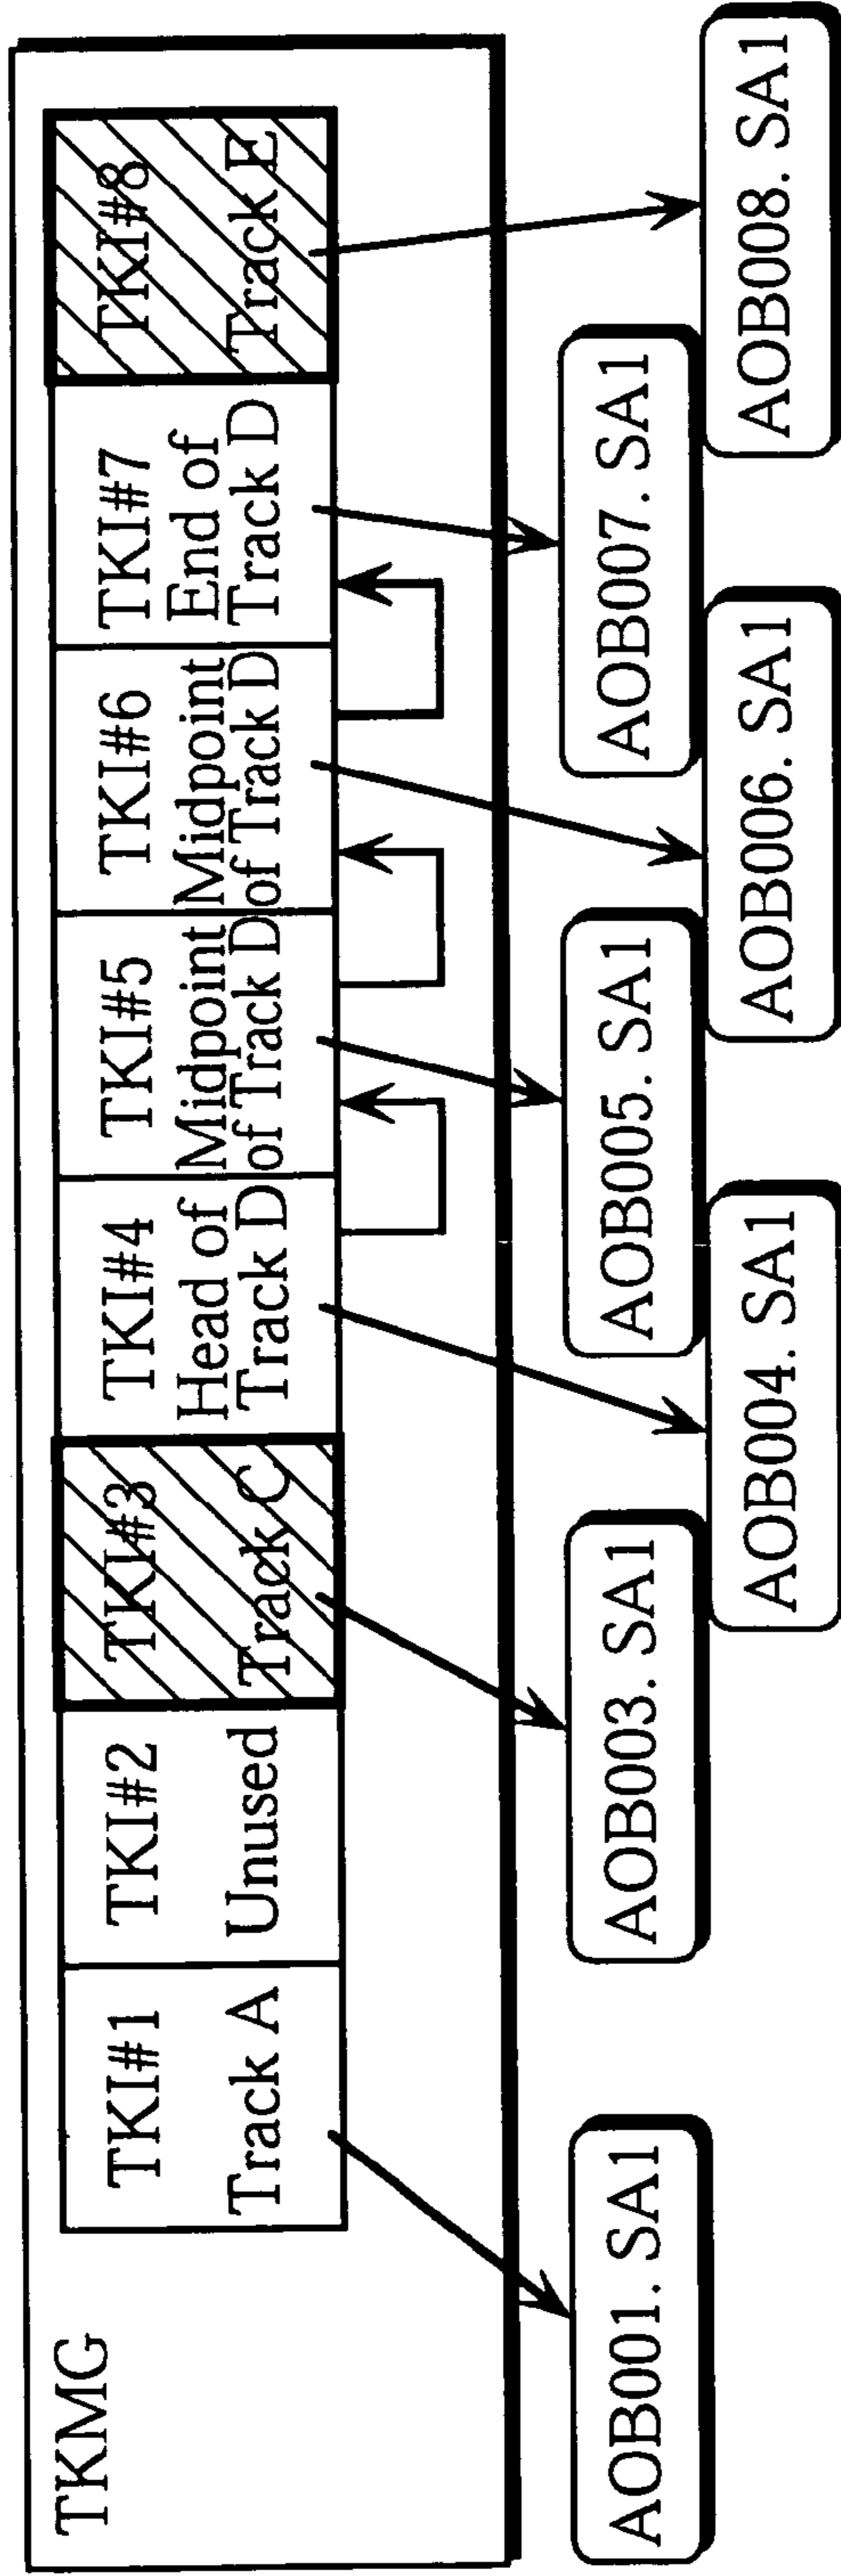 TKMG
TKI#1
Track A
TKI#2
Unused
TKI#3
Track C
TKI#4
Head of
Track D
TKI#5
Midpoint
of Track D
TKI#6
Midpoint
of Track D
TKI#7
End of
Track D
TKI#8
Track E
AOB001. SA1
AOB003. SA1
AOB004. SA1
AOB005. SA1
AOB006. SA1
AOB007. SA1
AOB008. SA1